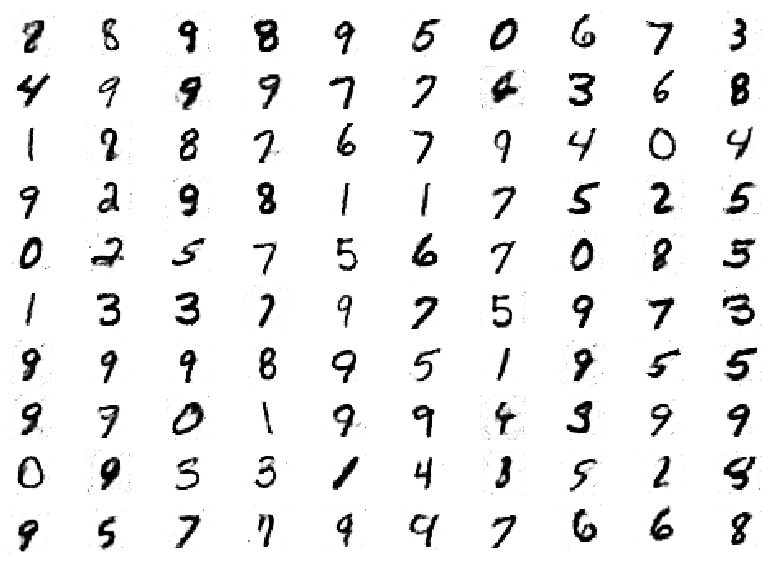 8 8 9 8 9 5 0 6 7 3
4 9 9 9 7 7 4 3 6 8
1 8 8 7 6 7 9 4 0 4
9 2 9 8 1 1 7 5 2 5
0 2 5 7 5 6 7 0 8 5
1 3 3 7 9 7 5 9 7 3
9 9 9 8 9 5 1 9 5 5
9 7 0 1 9 9 4 3 9 9
0 9 3 3 1 4 8 5 2 5
9 5 7 7 9 9 7 6 6 8